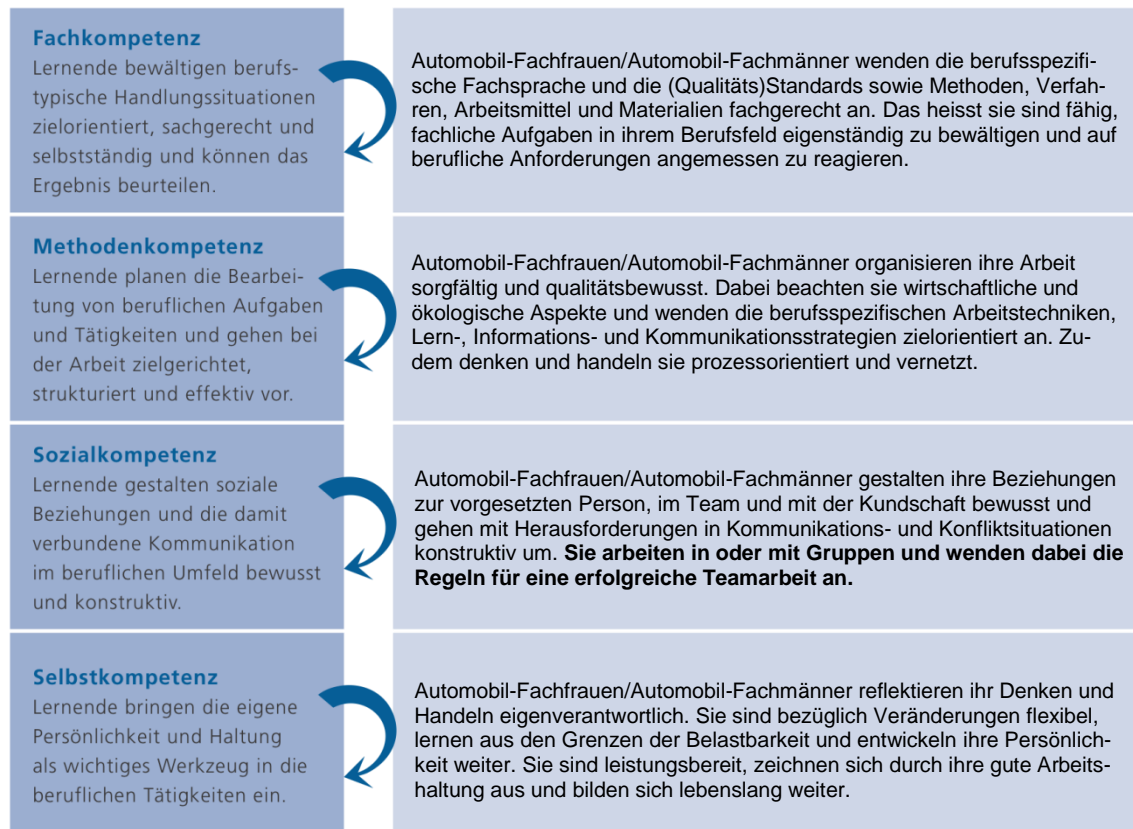 Fachkompetenz
Lernende bewältigen berufs-
typische Handlungssituationen
zielorientiert, sachgerecht und
selbstständig und können das
Ergebnis beurteilen.
Automobil-Fachfrauen/Automobil-Fachmänner wenden die berufsspezifi-
sche Fachsprache und die (Qualitäts)Standards sowie Methoden, Verfah-
ren, Arbeitsmittel und Materialien fachgerecht an. Das heisst sie sind fähig,
fachliche Aufgaben in ihrem Berufsfeld eigenständig zu bewältigen und auf
berufliche Anforderungen angemessen zu reagieren.
Methodenkompetenz
Lernende planen die Bearbei-
tung von beruflichen Aufgaben
und Tätigkeiten und gehen bei
der Arbeit zielgerichtet,
strukturiert und effektiv vor.
Automobil-Fachfrauen/Automobil-Fachmänner organisieren ihre Arbeit
sorgfältig und qualitätsbewusst. Dabei beachten sie wirtschaftliche und
ökologische Aspekte und wenden die berufsspezifischen Arbeitstechniken,
Lern-, Informations- und Kommunikationsstrategien zielorientiert an. Zu-
dem denken und handeln sie prozessorientiert und vernetzt.
Sozialkompetenz
Lernende gestalten soziale
Beziehungen und die damit
verbundene Kommunikation
im beruflichen Umfeld bewusst
und konstruktiv.
Automobil-Fachfrauen/Automobil-Fachmänner gestalten ihre Beziehungen
zur vorgesetzten Person, im Team und mit der Kundschaft bewusst und
gehen mit Herausforderungen in Kommunikations- und Konfliktsituationen
konstruktiv um. Sie arbeiten in oder mit Gruppen und wenden dabei die
Regeln für eine erfolgreiche Teamarbeit an.
Selbstkompetenz
Lernende bringen die eigene
Persönlichkeit und Haltung
als wichtiges Werkzeug in die
beruflichen Tätigkeiten ein.
Automobil-Fachfrauen/Automobil-Fachmänner reflektieren ihr Denken und
Handeln eigenverantwortlich. Sie sind bezüglich Veränderungen flexibel,
lernen aus den Grenzen der Belastbarkeit und entwickeln ihre Persönlich-
keit weiter. Sie sind leistungsbereit, zeichnen sich durch ihre gute Arbeits-
haltung aus und bilden sich lebenslang weiter.